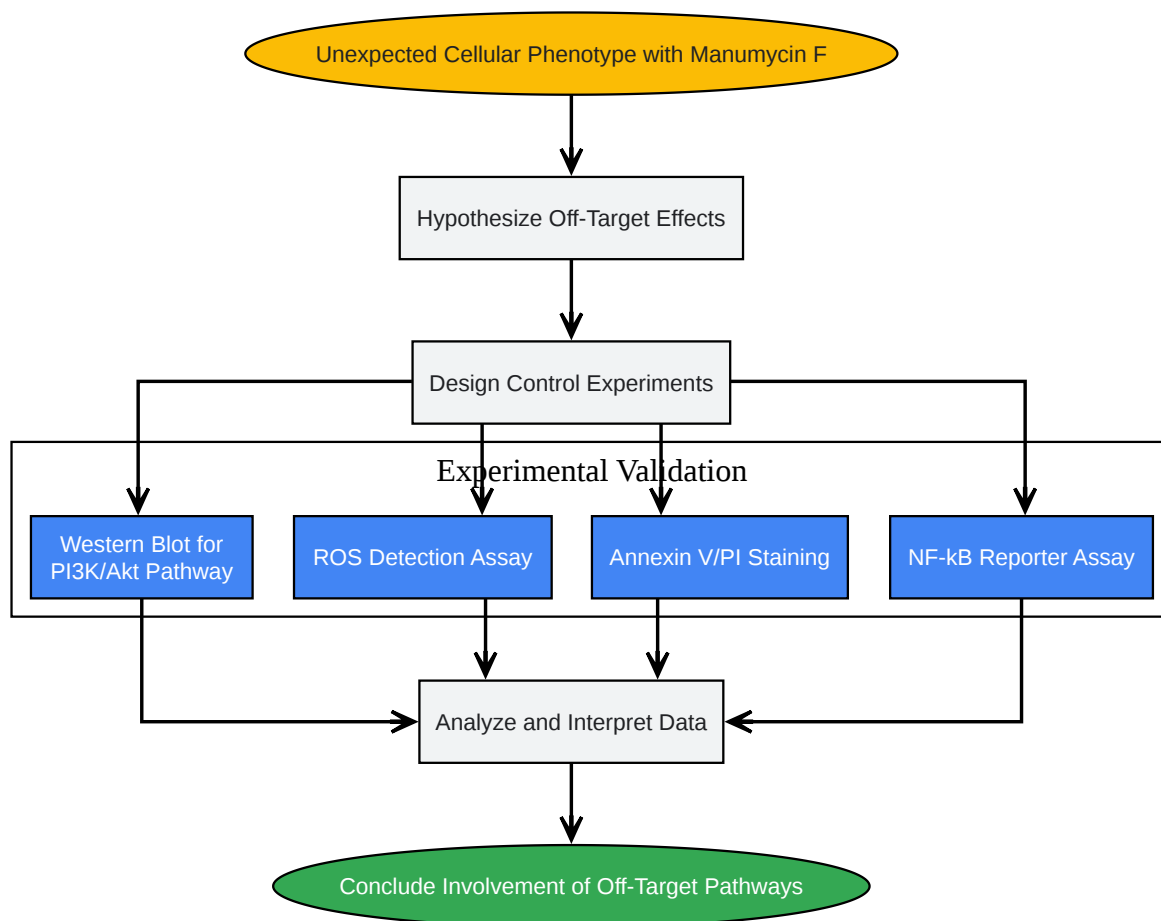 Unexpected Cellular Phenotype with Manumycin F
Hypothesize Off-Target Effects
Design Control Experiments
Experimental Validation
Western Blot for
PI3K/Akt Pathway
ROS Detection Assay
Annexin V/PI Staining
NF-kB Reporter Assay
Analyze and Interpret Data
Conclude Involvement of Off-Target Pathways